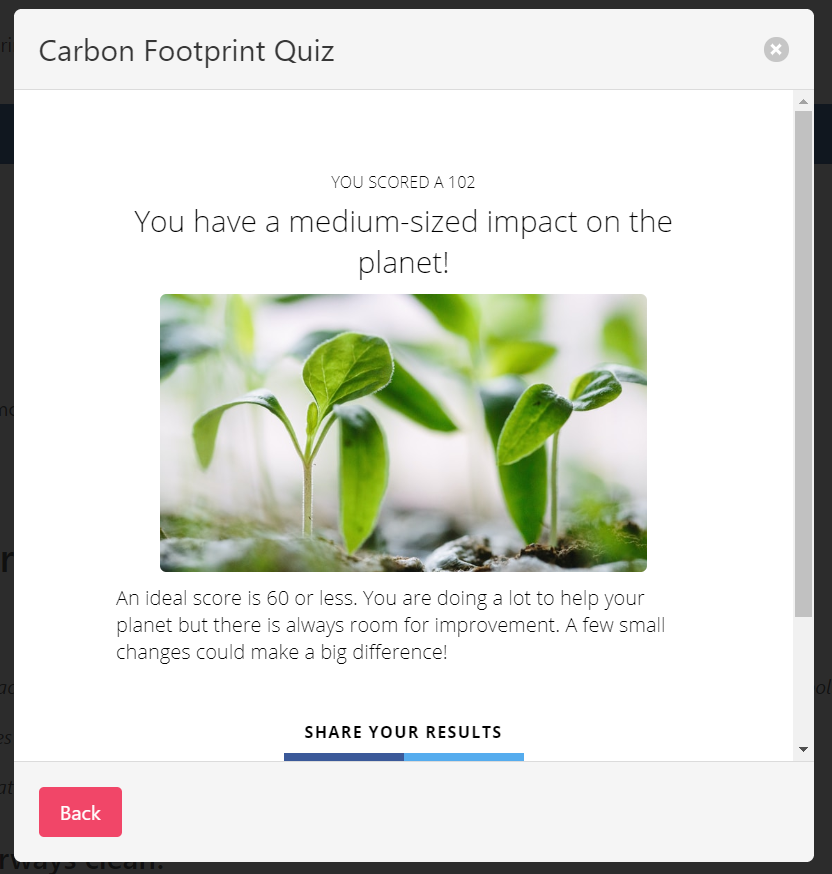 Carbon Footprint Quiz
YOU SCORED A 102
You have a medium-sized impact on the
planet!
An ideal score is 60 or less. You are doing a lot to help your
planet but there is always room for improvement. A few small
changes could make a big difference!
SHARE YOUR RESULTS
Back